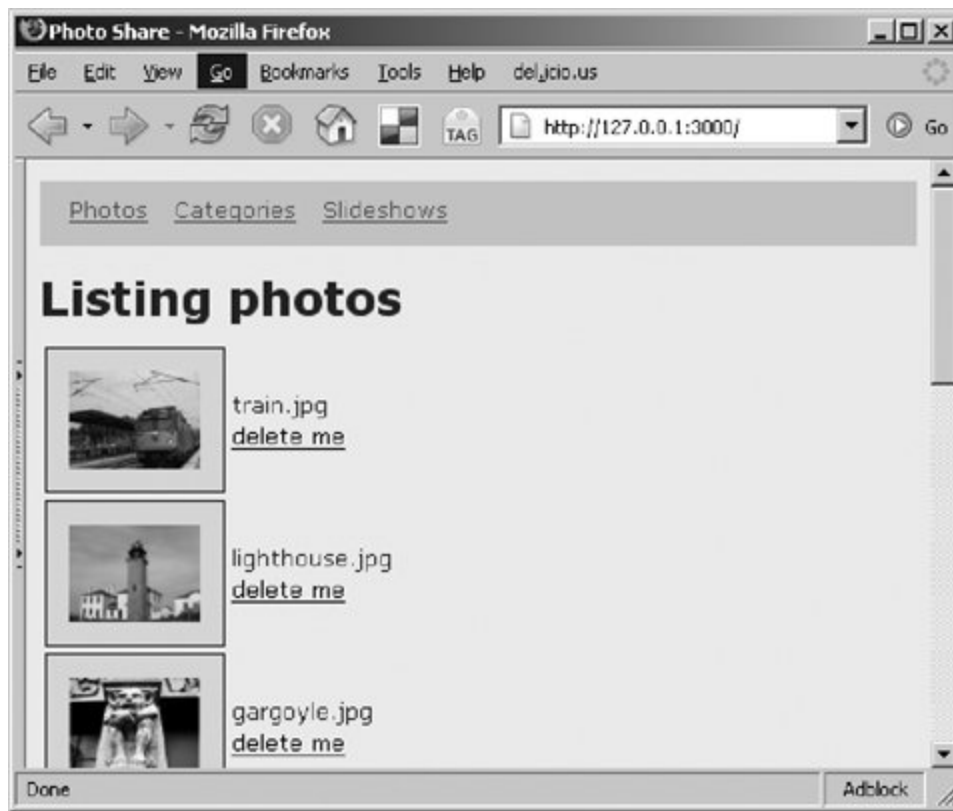 Photo Share - Mozilla Firefox
File Edit View Go Bookmarks Tools Help del.icio.us
TAG http://127.0.0.1:3000/ Go
Photos Categories Slideshows
Listing photos
train.jpg
delete me
lighthouse.jpg
delete me
gargoyle.jpg
delete me
Done Adblock